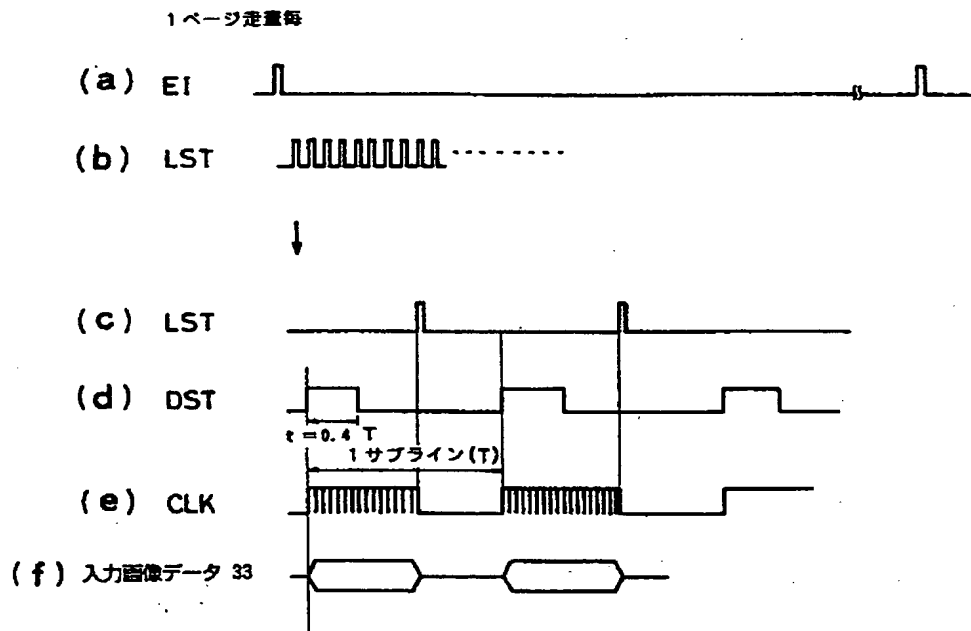 1ページ走査毎
(a) EI
(b) LST
(c) LST
(d) DST
t=0.4 T
1サブライン(T)
(e) CLK
(f) 入力画像データ 33